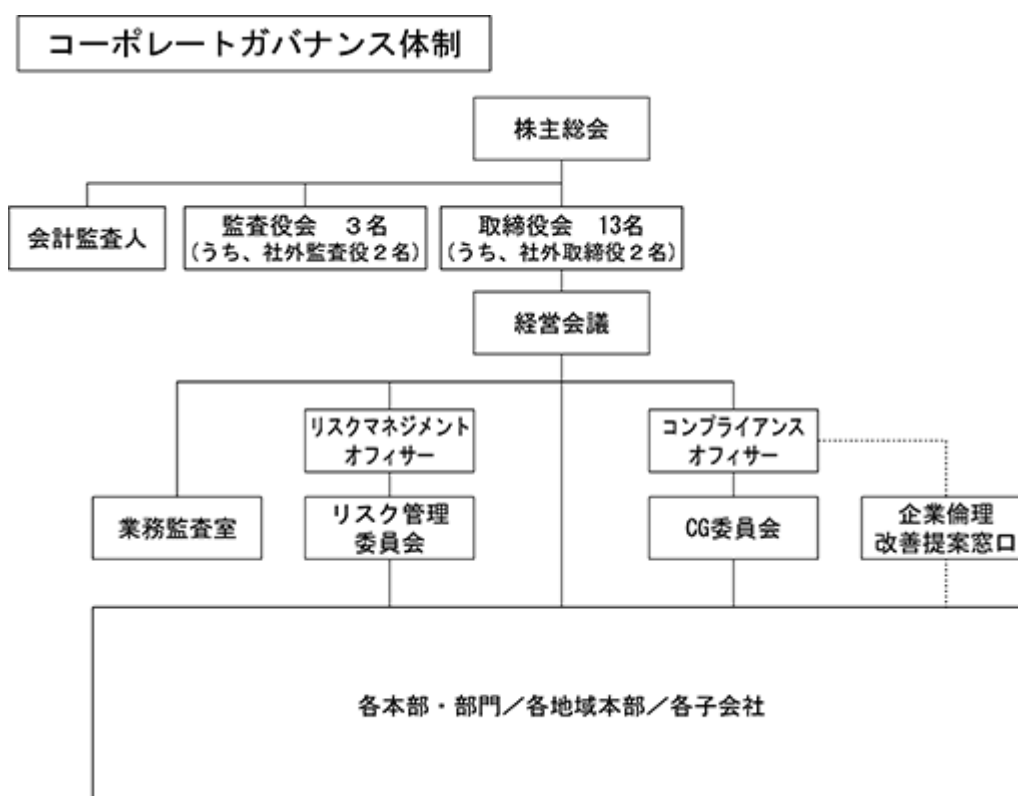 コーポレートガバナンス体制
株主総会
会計監査人
監査役会　３名
（うち、社外監査役２名）
取締役会　13名
（うち、社外取締役２名）
経営会議
リスクマネジメント
オフィサー
コンプライアンス
オフィサー
業務監査室
リスク管理
委員会
CG委員会
企業倫理
改善提案窓口
各本部・部門／各地域本部／各子会社